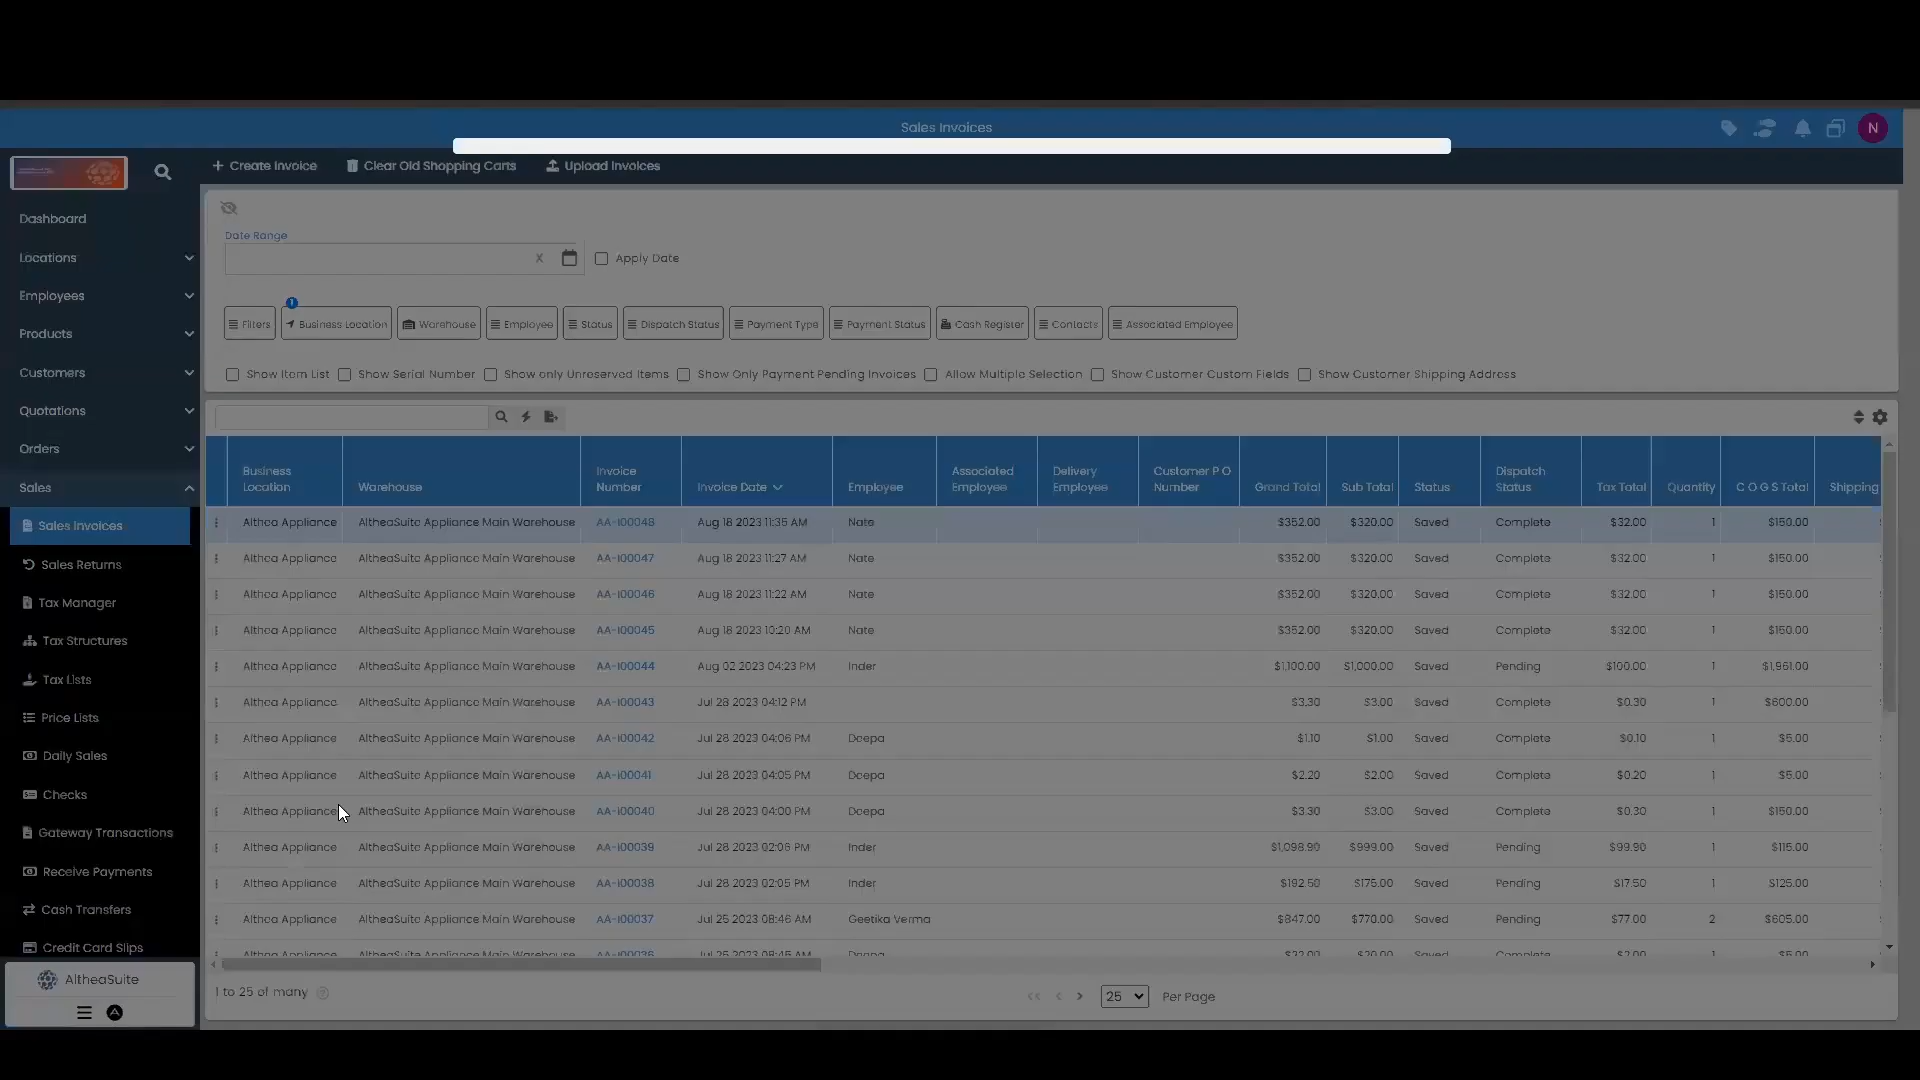 Sales Invoices
N
Create Invoice
Clear Old Shopping Carts
Upload Invoices
Dashboard
Locations
Employees
Products
Customers
Quotations
Orders
Sales
Sales Invoices
Sales Returns
Tax Manager
Tax Structures
Tax Lists
Price Lists
Daily Sales
Checks
Gateway Transactions
Receive Payments
Cash Transfers
Credit Card Slips
AltheaSuite
Date Range
X
Apply Date
1
Filters Business Location Warehouse Employee Status Dispatch Status Payment Type Payment Status Cash Register Contacts Associated Employee
Show Item List Show Serial Number Show only Unreserved Items Show Only Payment Pending Invoices Allow Multiple Selection Show Customer Custom Fields Show Customer Shipping Address
Business Location Warehouse Invoice Number Invoice Date Employee Associated Employee Delivery Employee Customer P O Number Grand Total Sub Total Status Dispatch Status Tax Total Quantity C O G S Total Shipping
Althea Appliance AltheaSuite Appliance Main Warehouse AA-I00048 Aug 18 2023 11:35 AM Nate $352.00 $320.00 Saved Complete $32.00 1 $150.00
Althea Appliance AltheaSuite Appliance Main Warehouse AA-I00047 Aug 18 2023 11:27 AM Nate $352.00 $320.00 Saved Complete $32.00 1 $150.00
Althea Appliance AltheaSuite Appliance Main Warehouse AA-I00046 Aug 18 2023 11:22 AM Nate $352.00 $320.00 Saved Complete $32.00 1 $150.00
Althea Appliance AltheaSuite Appliance Main Warehouse AA-I00045 Aug 18 2023 10:20 AM Nate $352.00 $320.00 Saved Complete $32.00 1 $150.00
Althea Appliance AltheaSuite Appliance Main Warehouse AA-I00044 Aug 02 2023 04:23 PM Inder $1,100.00 $1,000.00 Saved Pending $100.00 1 $1,961.00
Althea Appliance AltheaSuite Appliance Main Warehouse AA-I00043 Jul 28 2023 04:12 PM $3.30 $3.00 Saved Complete $0.30 1 $600.00
Althea Appliance AltheaSuite Appliance Main Warehouse AA-I00042 Jul 28 2023 04:06 PM Deepa $1.10 $1.00 Saved Complete $0.10 1 $5.00
Althea Appliance AltheaSuite Appliance Main Warehouse AA-I00041 Jul 28 2023 04:05 PM Deepa $2.20 $2.00 Saved Complete $0.20 1 $5.00
Althea Appliance AltheaSuite Appliance Main Warehouse AA-I00040 Jul 28 2023 04:00 PM Deepa $3.30 $3.00 Saved Complete $0.30 1 $150.00
Althea Appliance AltheaSuite Appliance Main Warehouse AA-I00039 Jul 28 2023 02:06 PM Inder $1,098.90 $999.00 Saved Pending $99.90 1 $115.00
Althea Appliance AltheaSuite Appliance Main Warehouse AA-I00038 Jul 28 2023 02:05 PM Inder $192.50 $175.00 Saved Pending $17.50 1 $125.00
Althea Appliance AltheaSuite Appliance Main Warehouse AA-I00037 Jul 25 2023 08:46 AM Geetika Verma $847.00 $770.00 Saved Pending $77.00 2 $605.00
1 to 25 of many
25 Per Page